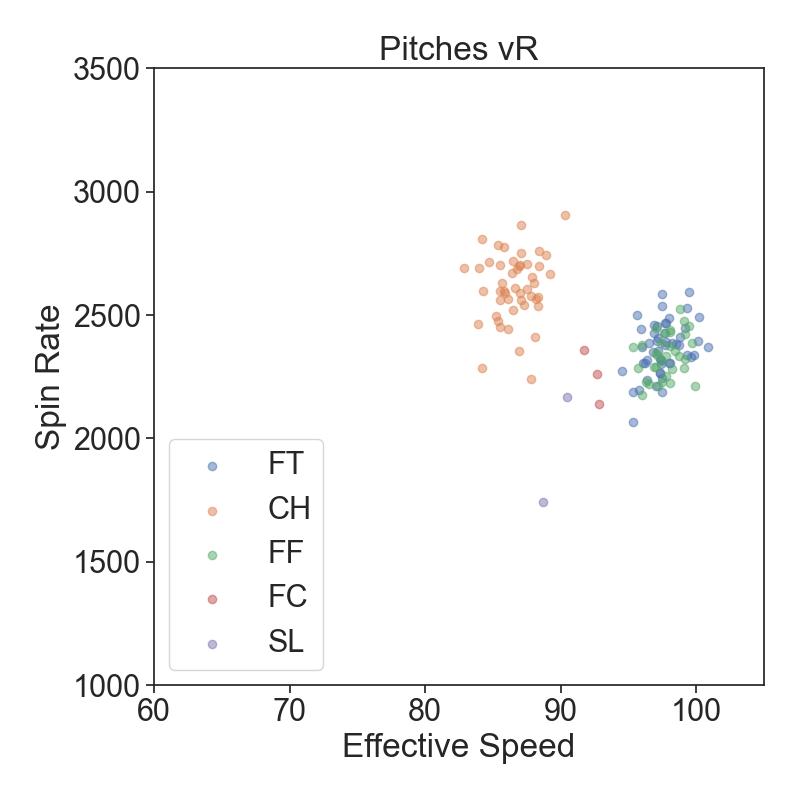 Pitches vR
3500
3000
2500
2000
1500
1000
Spin Rate
FT
CH
FF
FC
SL
60 70 80 90 100
Effective Speed